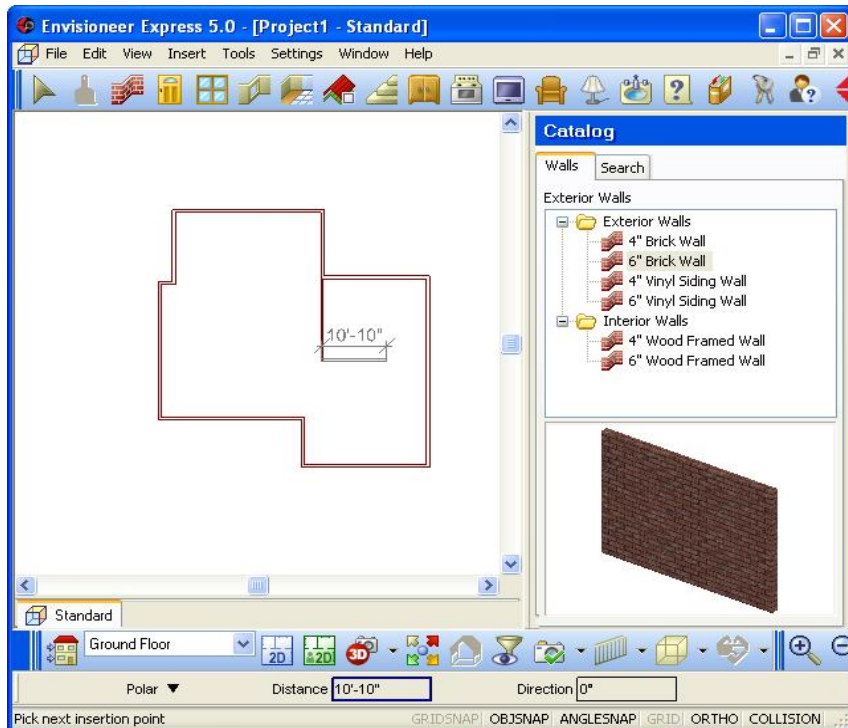 Envisioneer Express 5.0 - [Project1 - Standard]
File Edit View Insert Tools Settings Window Help
Catalog
Walls Search
Exterior Walls
Exterior Walls
4" Brick Wall
6" Brick Wall
4" Vinyl Siding Wall
6" Vinyl Siding Wall
Interior Walls
4" Wood Framed Wall
6" Wood Framed Wall
10'-10"
Standard
Ground Floor
2D
2D
3D
Polar ▼ Distance 10'-10" Direction 0°
Pick next insertion point GRIDSNAP OBJSNAP ANGLESNAP GRID ORTHO COLLISION